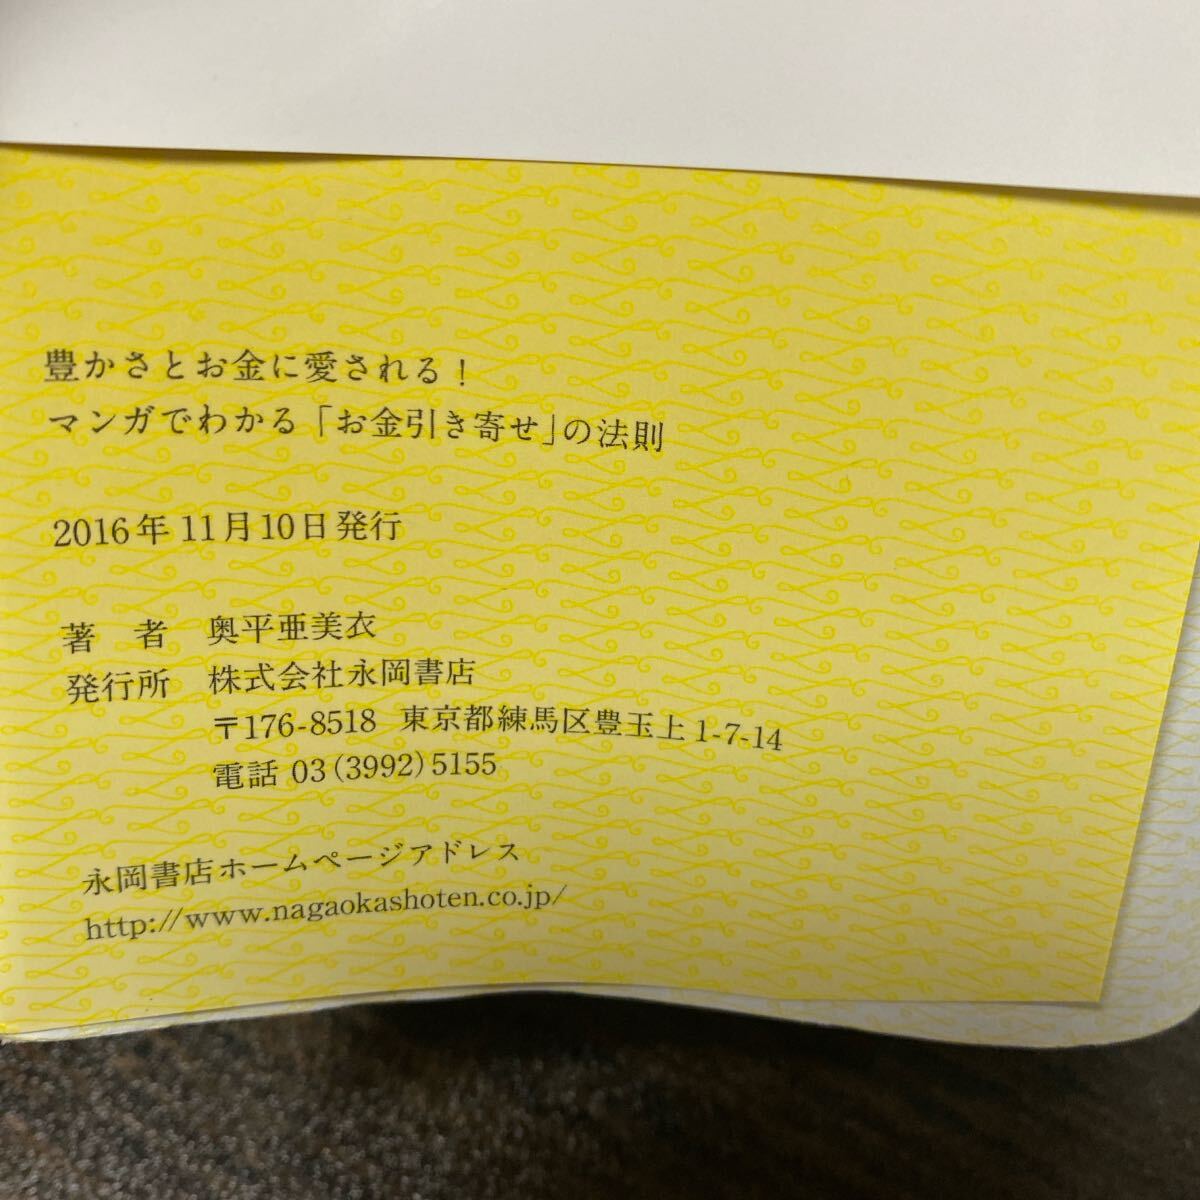 豊かさとお金に愛される！
マンガでわかる「お金引き寄せ」の法則
2016年11月10日発行
著　者　奥平亜美衣
発行所　株式会社永岡書店
〒176-8518　東京都練馬区豊玉上1-7-14
電話 03（3992）5155
永岡書店ホームページアドレス
http://www.nagaokashoten.co.jp/